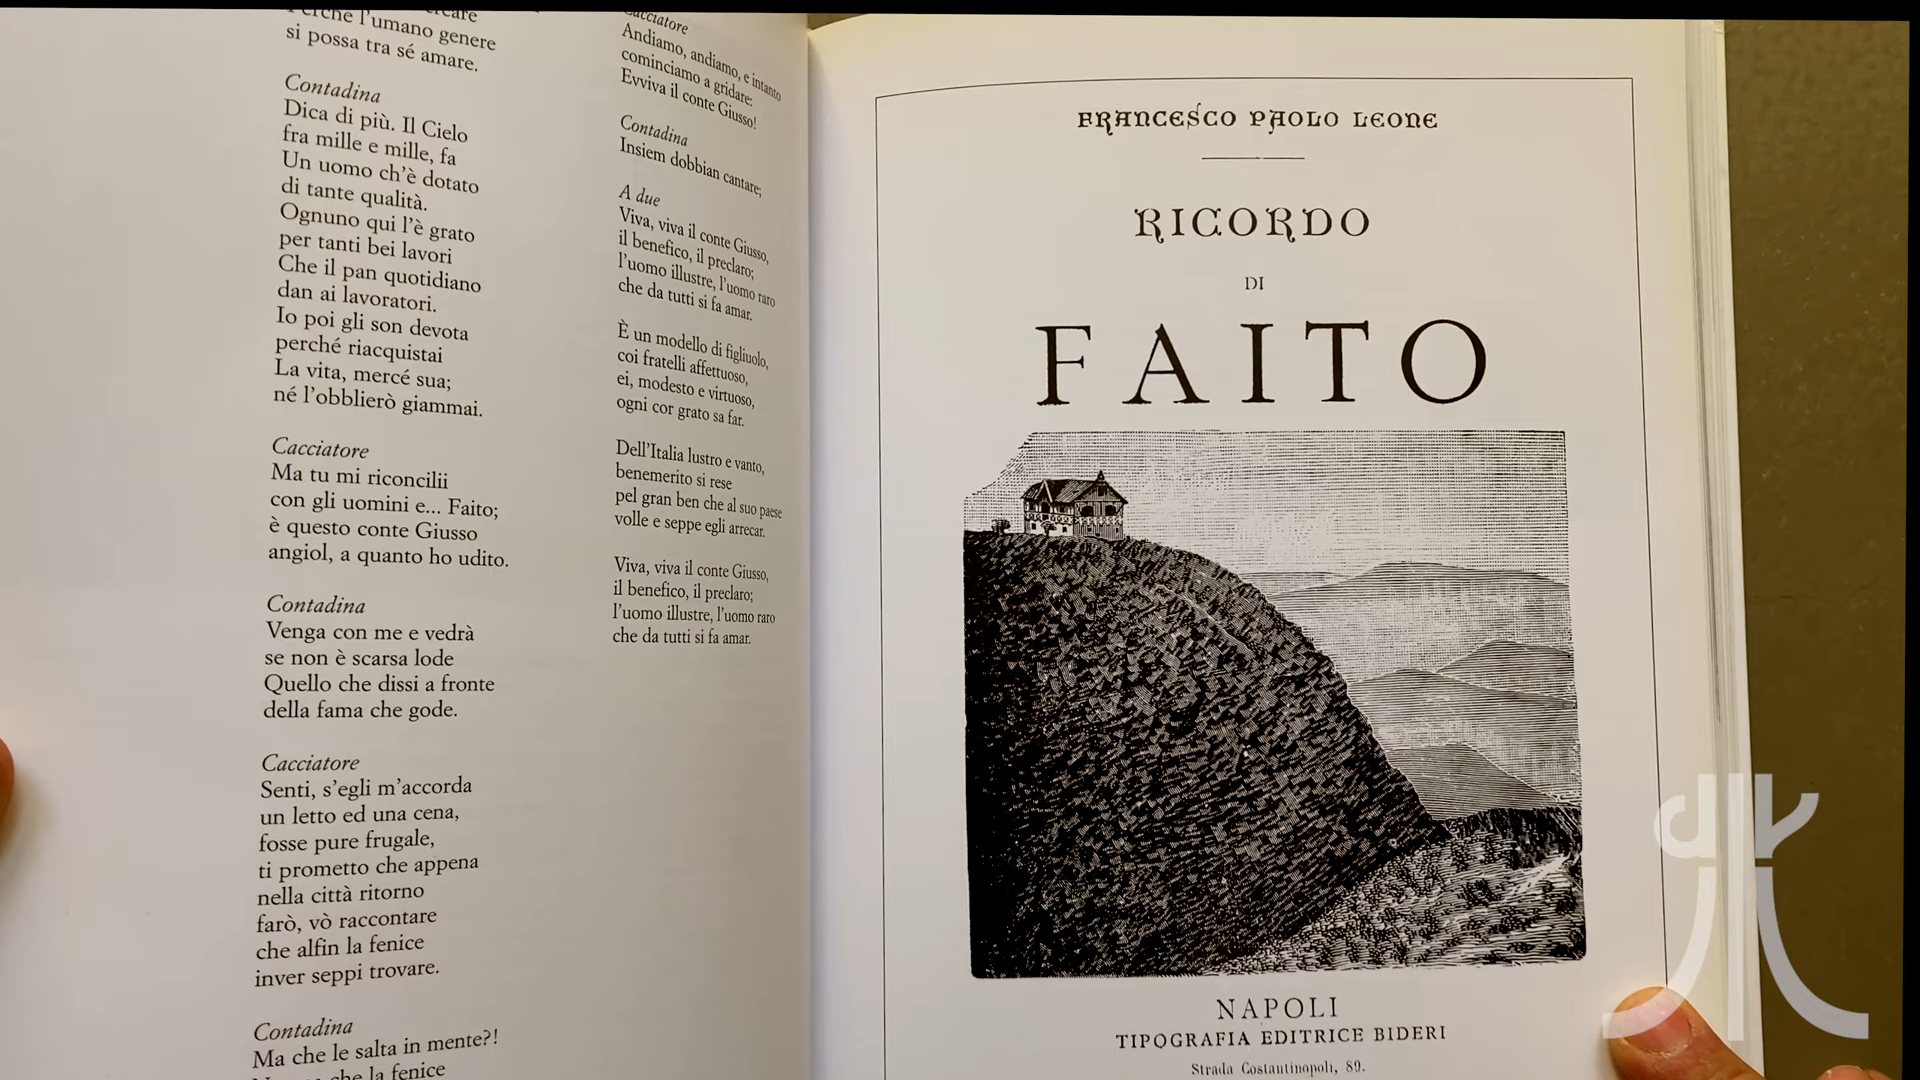 Perché l'umano genere
si possa tra sé amare.
Contadina
Dica di più. Il Cielo
fra mille e mille, fa
Un uomo ch'è dotato
di tante qualità.
Ognuno qui l'è grato
per tanti bei lavori
Che il pan quotidiano
dan ai lavoratori.
Io poi gli son devota
perché riacquistai
La vita, mercé sua;
né l'obblierò giammai.
Cacciatore
Ma tu mi riconcilii
con gli uomini e... Faito;
è questo conte Giusso
angiol, a quanto ho udito.
Contadina
Venga con me e vedrà
se non è scarsa lode
Quello che dissi a fronte
della fama che gode.
Cacciatore
Senti, s'egli m'accorda
un letto ed una cena,
fosse pure frugale,
ti prometto che appena
nella città ritorno
farò, vò raccontare
che alfin la fenice
inver seppi trovare.
Contadina
Ma che le salta in mente?!
che la fenice
Cacciatore
Andiamo, andiamo, e intanto
cominciamo a gridare:
Evviva il conte Giusso!
Contadina
Insiem dobbian cantare;
A due
Viva, viva il conte Giusso,
il benefico, il preclaro;
l'uomo illustre, l'uomo raro
che da tutti si fa amar.
È un modello di figliuolo,
coi fratelli affettuoso,
ei, modesto e virtuoso,
ogni cor grato sa far.
Dell'Italia lustro e vanto,
benemerito si rese
pel gran ben che al suo paese
volle e seppe egli arrecar.
Viva, viva il conte Giusso,
il benefico, il preclaro;
l'uomo illustre, l'uomo raro
che da tutti si fa amar.
FRANCESCO PAOLO LEONE
RICORDO
DI
FAITO
NAPOLI
TIPOGRAFIA EDITRICE BIDERI
Strada Costantinopoli, 89.